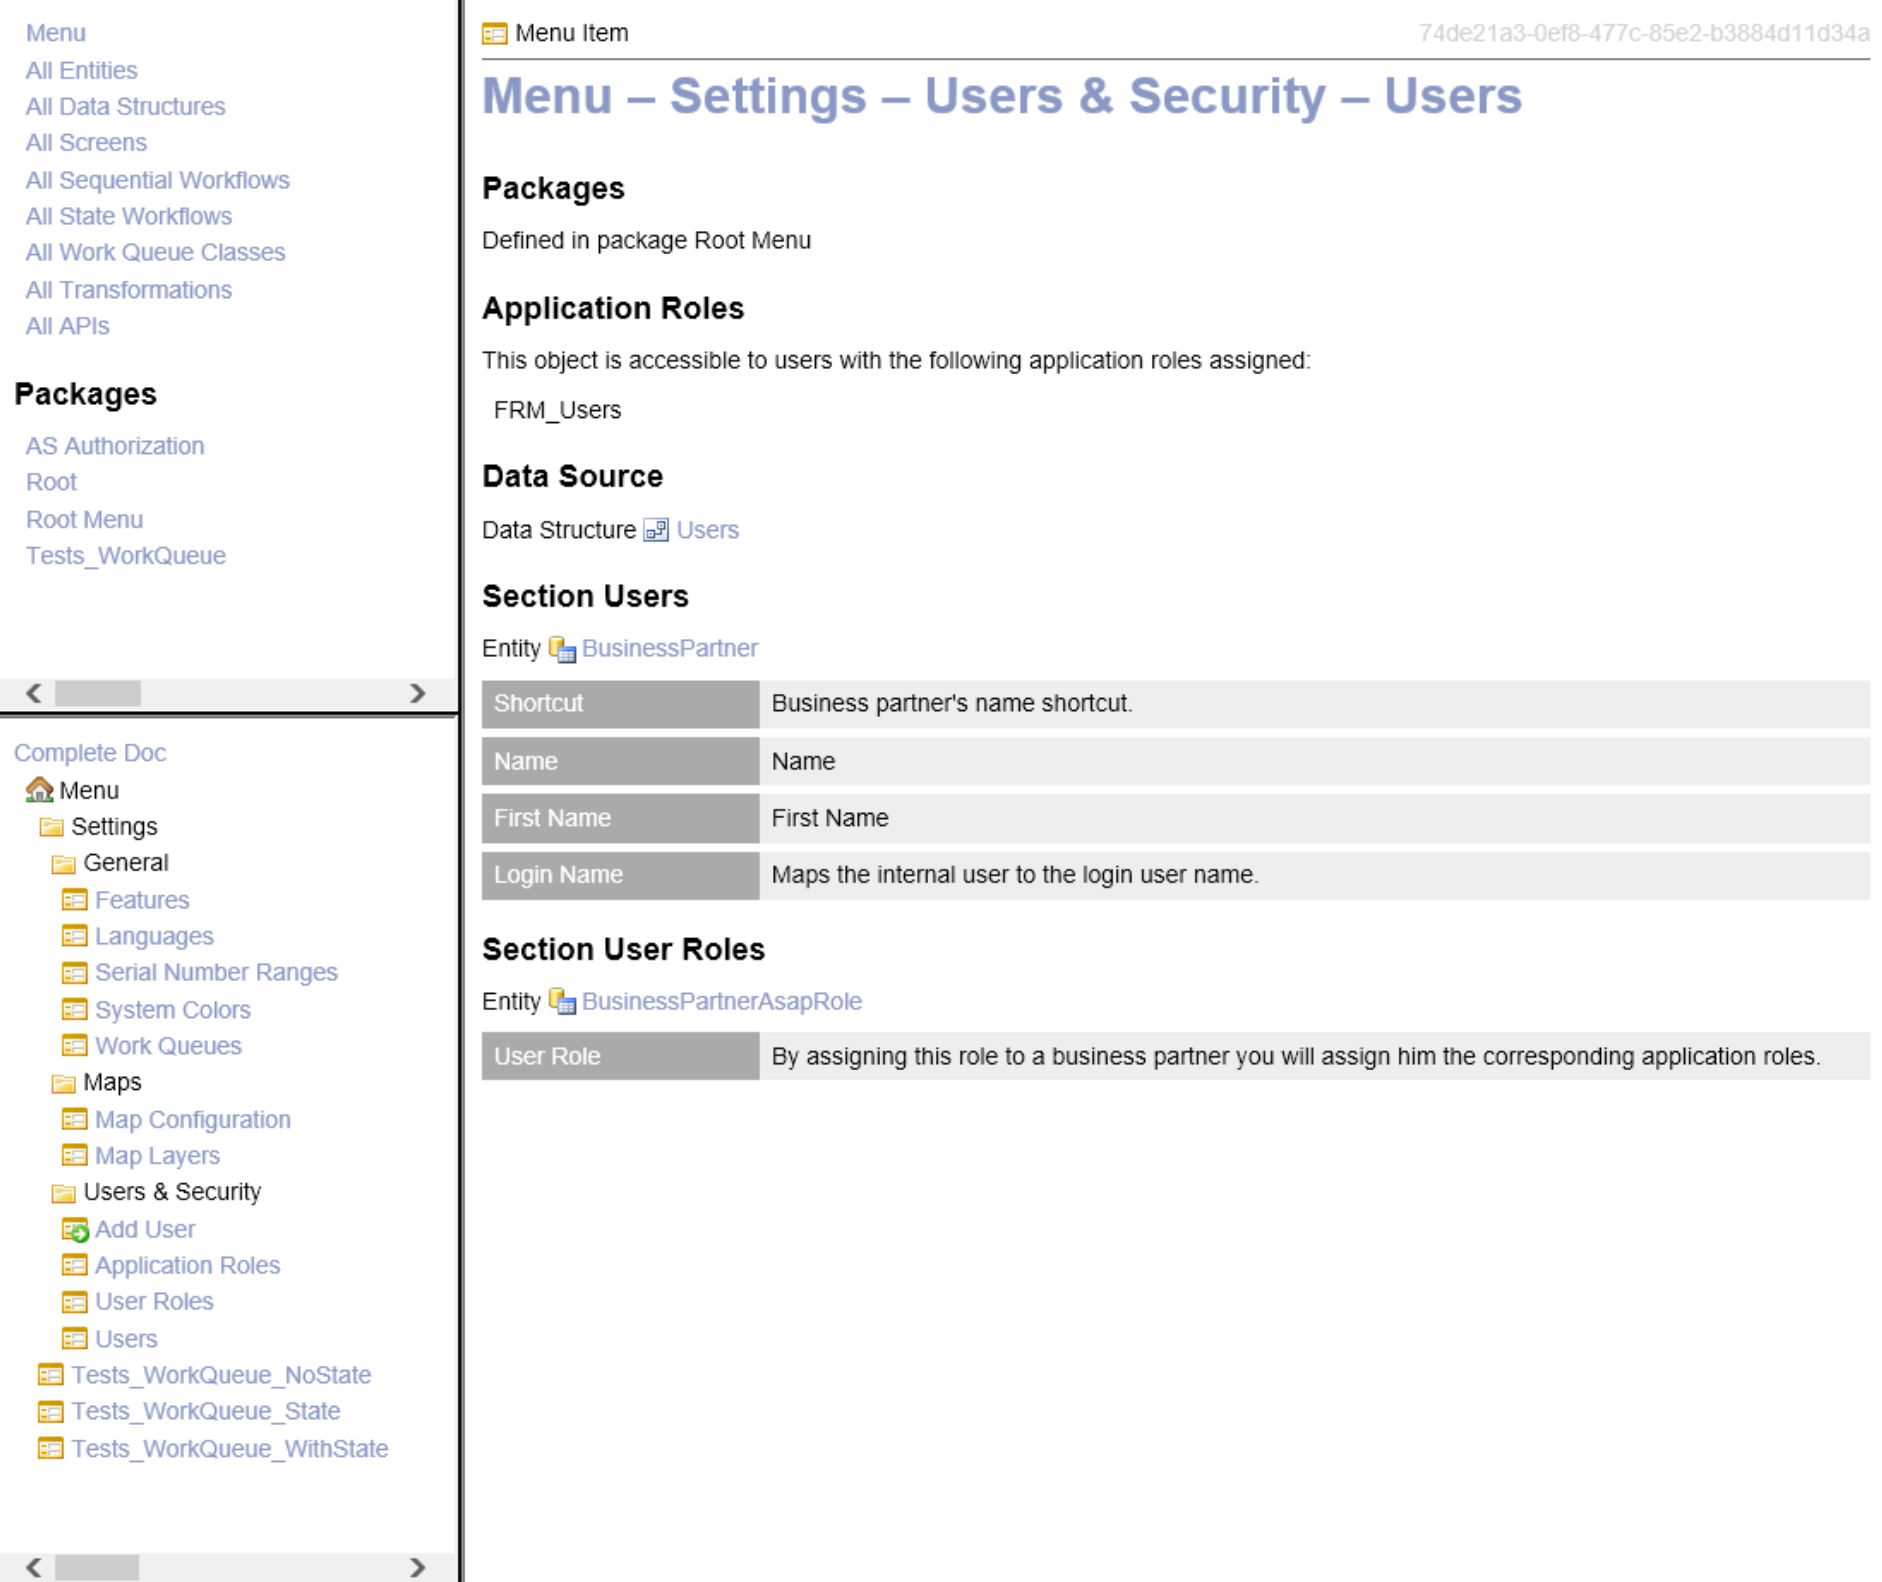 Menu
All Entities
All Data Structures
All Screens
All Sequential Workflows
All State Workflows
All Work Queue Classes
All Transformations
All APIs
Packages
AS Authorization
Root
Root Menu
Tests_WorkQueue
Complete Doc
Menu
Settings
General
Features
Languages
Serial Number Ranges
System Colors
Work Queues
Maps
Map Configuration
Map Layers
Users & Security
Add User
Application Roles
User Roles
Users
Tests_WorkQueue_NoState
Tests_WorkQueue_State
Tests_WorkQueue_WithState
Menu Item 74de21a3-0ef8-477c-85e2-b3884d11d34a
Menu – Settings – Users & Security – Users
Packages
Defined in package Root Menu
Application Roles
This object is accessible to users with the following application roles assigned:
FRM_Users
Data Source
Data Structure Users
Section Users
Entity BusinessPartner
Shortcut Business partner's name shortcut.
Name Name
First Name First Name
Login Name Maps the internal user to the login user name.
Section User Roles
Entity BusinessPartnerAsapRole
User Role By assigning this role to a business partner you will assign him the corresponding application roles.